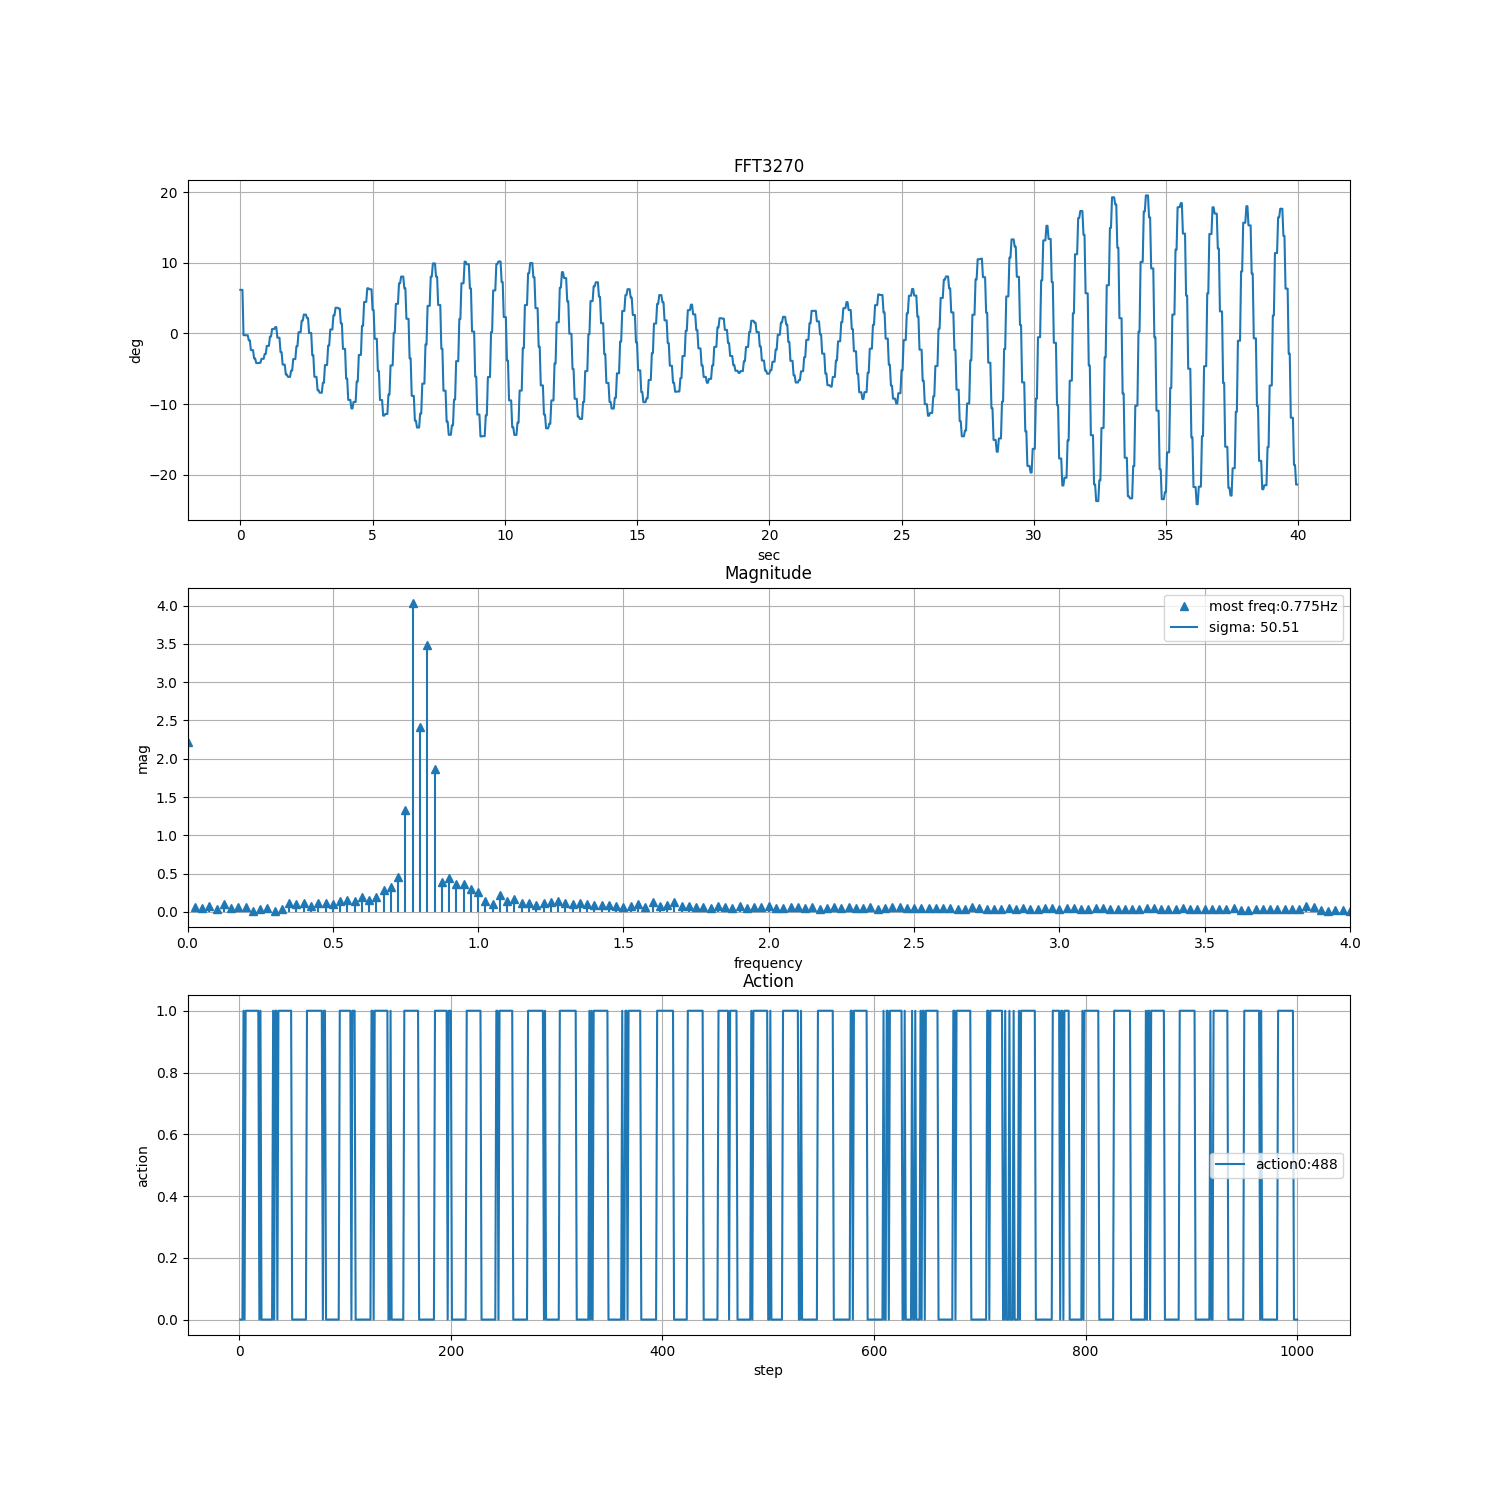 FFT3270
deg
20
10
0
−10
−20
0 5 10 15 20 25 30 35 40
sec
Magnitude
mag
4.0
3.5
3.0
2.5
2.0
1.5
1.0
0.5
0.0
most freq:0.775Hz
sigma: 50.51
0.0 0.5 1.0 1.5 2.0 2.5 3.0 3.5 4.0
frequency
Action
action
1.0
0.8
0.6
0.4
0.2
0.0
action0:488
0 200 400 600 800 1000
step